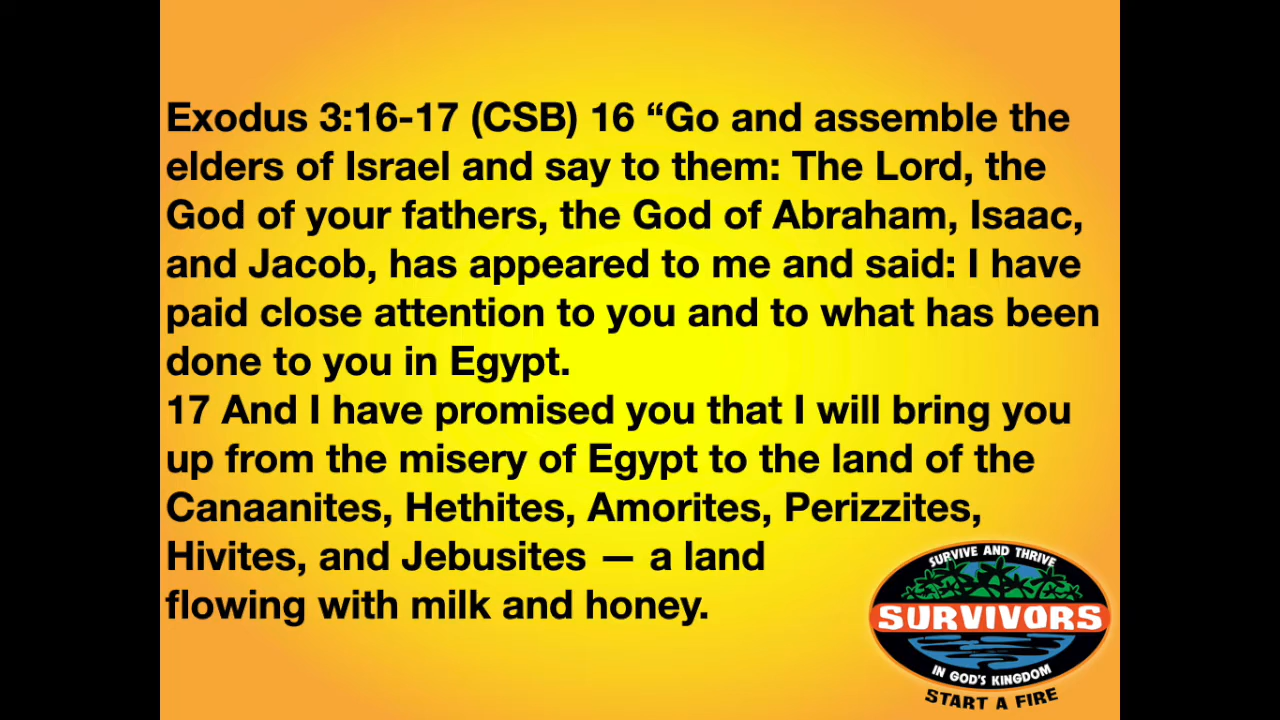 Exodus 3:16-17 (CSB) 16 “Go and assemble the
elders of Israel and say to them: The Lord, the
God of your fathers, the God of Abraham, Isaac,
and Jacob, has appeared to me and said: I have
paid close attention to you and to what has been
done to you in Egypt.
17 And I have promised you that I will bring you
up from the misery of Egypt to the land of the
Canaanites, Hethites, Amorites, Perizzites,
Hivites, and Jebusites — a land
flowing with milk and honey.
SURVIVE AND THRIVE
SURVIVORS
IN GOD'S KINGDOM
START A FIRE